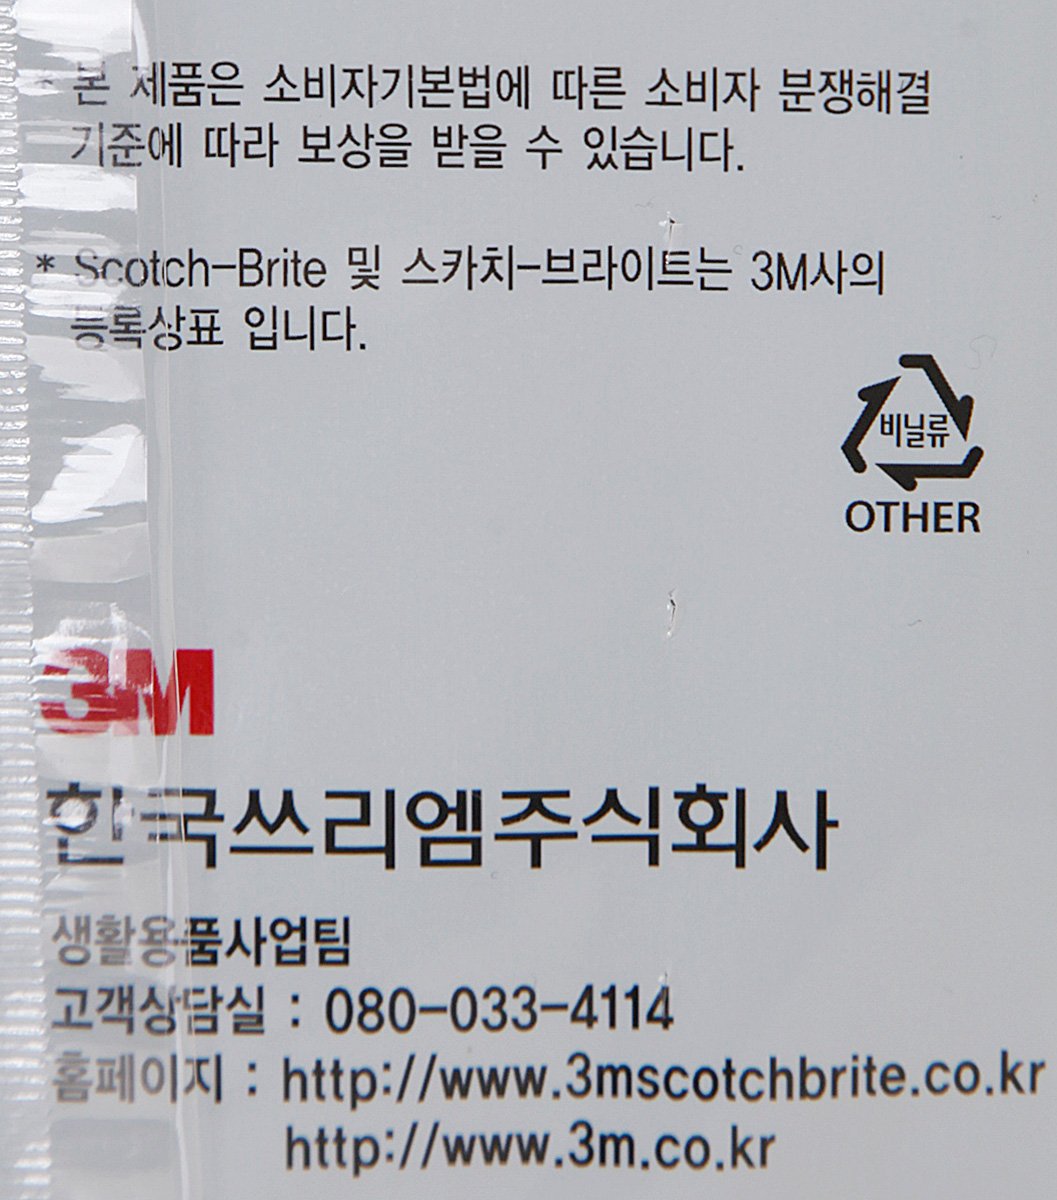 * 본 제품은 소비자기본법에 따른 소비자 분쟁해결
기준에 따라 보상을 받을 수 있습니다.
* Scotch-Brite 및 스카치-브라이트는 3M사의
등록상표 입니다.
비닐류
OTHER
3M
한국쓰리엠주식회사
생활용품사업팀
고객상담실 : 080-033-4114
홈페이지 : http://www.3mscotchbrite.co.kr
http://www.3m.co.kr